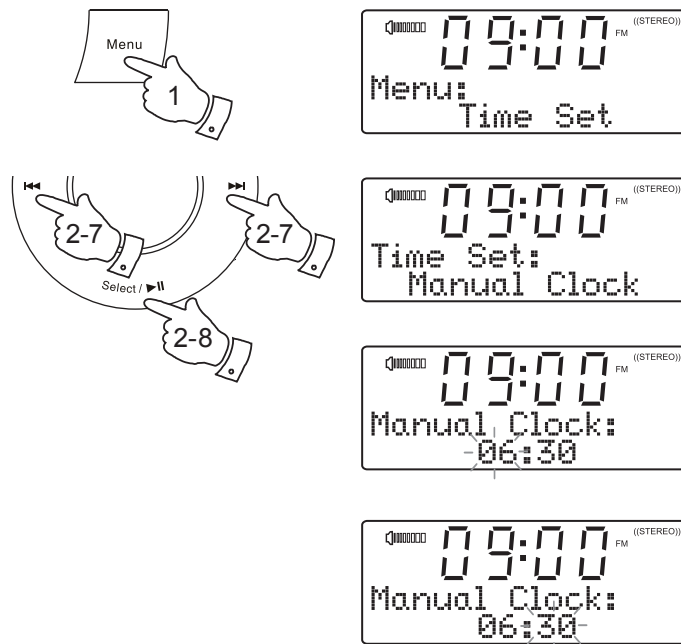 Menu
1
2-7
2-7
Select /
2-8
09:00
FM
((STEREO))
Menu:
Time Set
09:00
FM
((STEREO))
Time Set:
Manual Clock
09:00
FM
((STEREO))
Manual Clock:
06:30
09:00
FM
((STEREO))
Manual Clock:
06:30